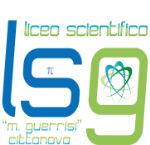 liceo scientifico
lsg
π
"m. guerrisi"
cittanova